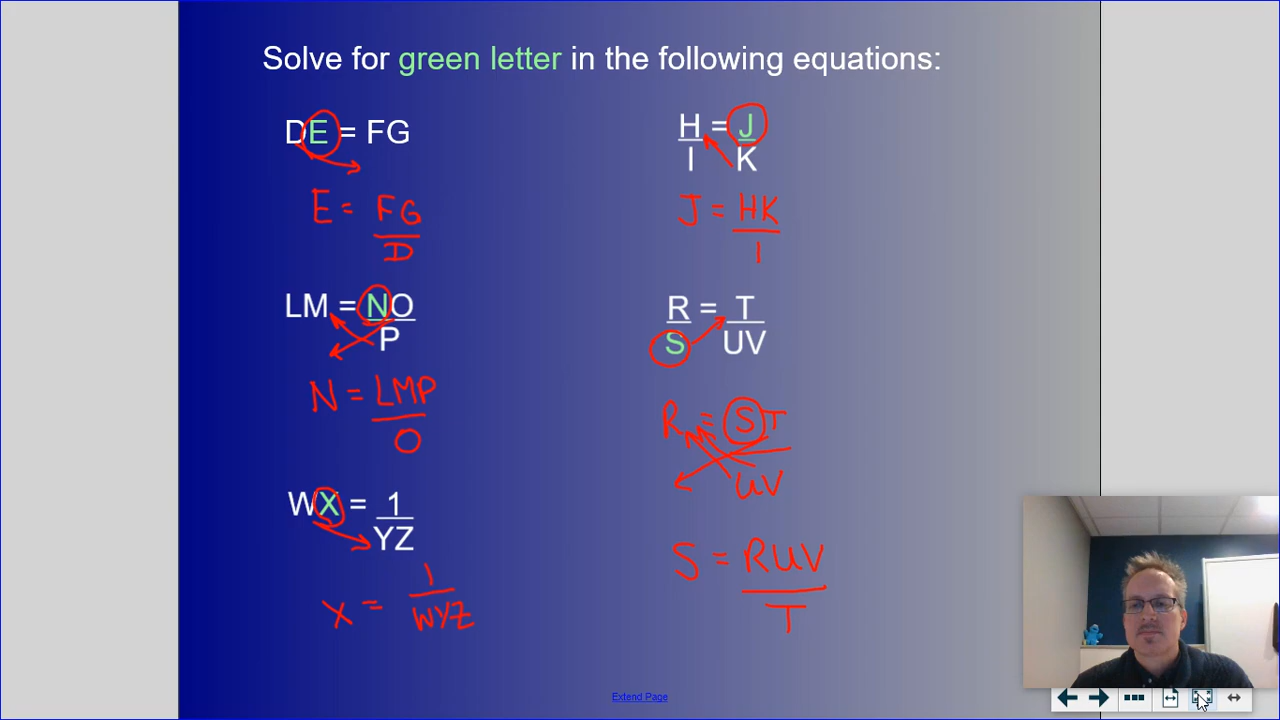 Solve for green letter in the following equations:
DE = FG
E = FG
D
LM = NO
P
N = LMP
O
WX = 1
YZ
X = 1
WYZ
H = J
I K
J = HK
I
R = T
S UV
R = ST
UV
S = RUV
T
Extend Page